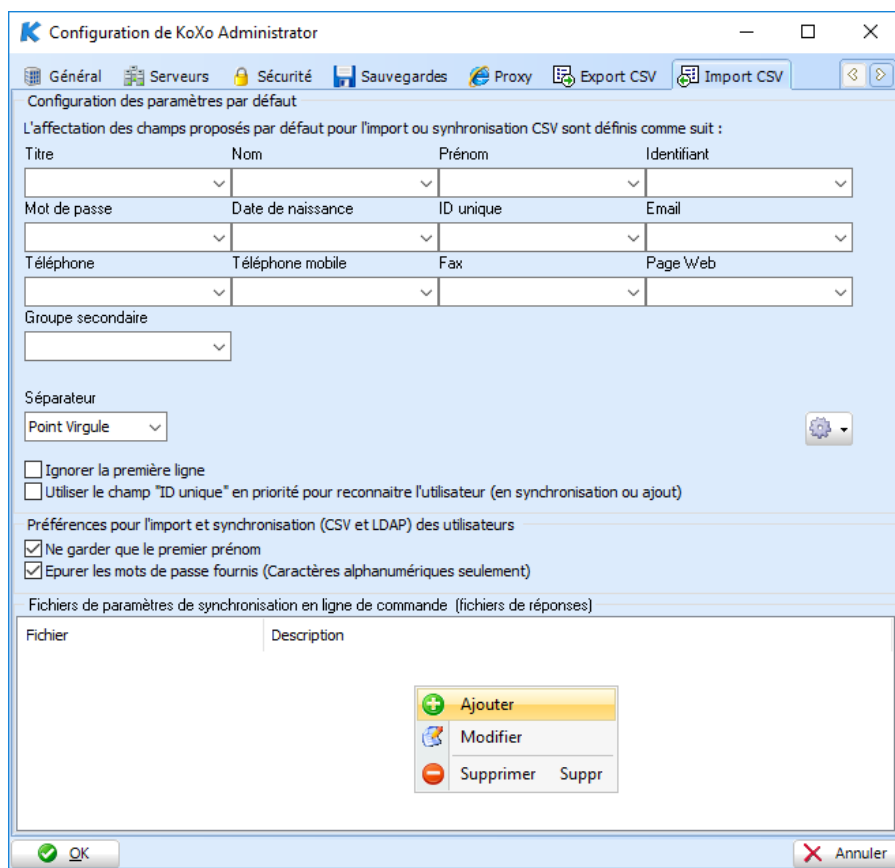 Configuration de KoXo Administrator
Général Serveurs Sécurité Sauvegardes Proxy Export CSV Import CSV
Configuration des paramètres par défaut
L'affectation des champs proposés par défaut pour l'import ou synhronisation CSV sont définis comme suit :
Titre Nom Prénom Identifiant
Mot de passe Date de naissance ID unique Email
Téléphone Téléphone mobile Fax Page Web
Groupe secondaire
Séparateur
Point Virgule
Ignorer la première ligne
Utiliser le champ "ID unique" en priorité pour reconnaitre l'utilisateur (en synchronisation ou ajout)
Préférences pour l'import et synchronisation (CSV et LDAP) des utilisateurs
Ne garder que le premier prénom
Epurer les mots de passe fournis (Caractères alphanumériques seulement)
Fichiers de paramètres de synchronisation en ligne de commande (fichiers de réponses)
Fichier Description
Ajouter
Modifier
Supprimer Suppr
OK Annuler